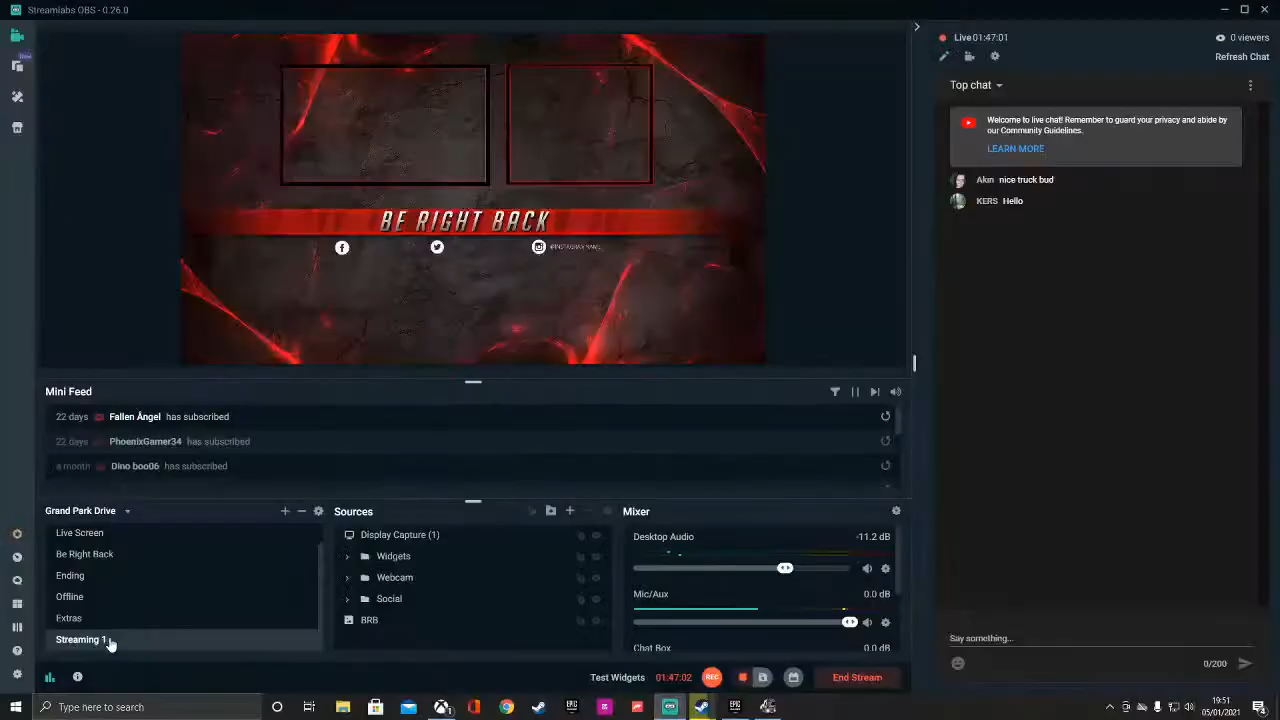 Streamlabs OBS - 0.26.0
Live 01:47:01
0 viewers
Refresh Chat
New
Top chat
Welcome to live chat! Remember to guard your privacy and abide by
our Community Guidelines.
LEARN MORE
Akın nice truck bud
KERS Hello
BE RIGHT BACK
@INSTAGRAM NAME
Mini Feed
22 days Fallen Ángel has subscribed
22 days PhoenixGamer34 has subscribed
a month Dino boo06 has subscribed
Grand Park Drive
Live Screen
Be Right Back
Ending
Offline
Extras
Streaming 1
Sources
Display Capture (1)
Widgets
Webcam
Social
BRB
Mixer
Desktop Audio -11.2 dB
Mic/Aux 0.0 dB
Chat Box 0.0 dB
Say something...
0/200
Test Widgets 01:47:02 REC End Stream
Type here to search
EPIC
EPIC
19:51
05/01/2021